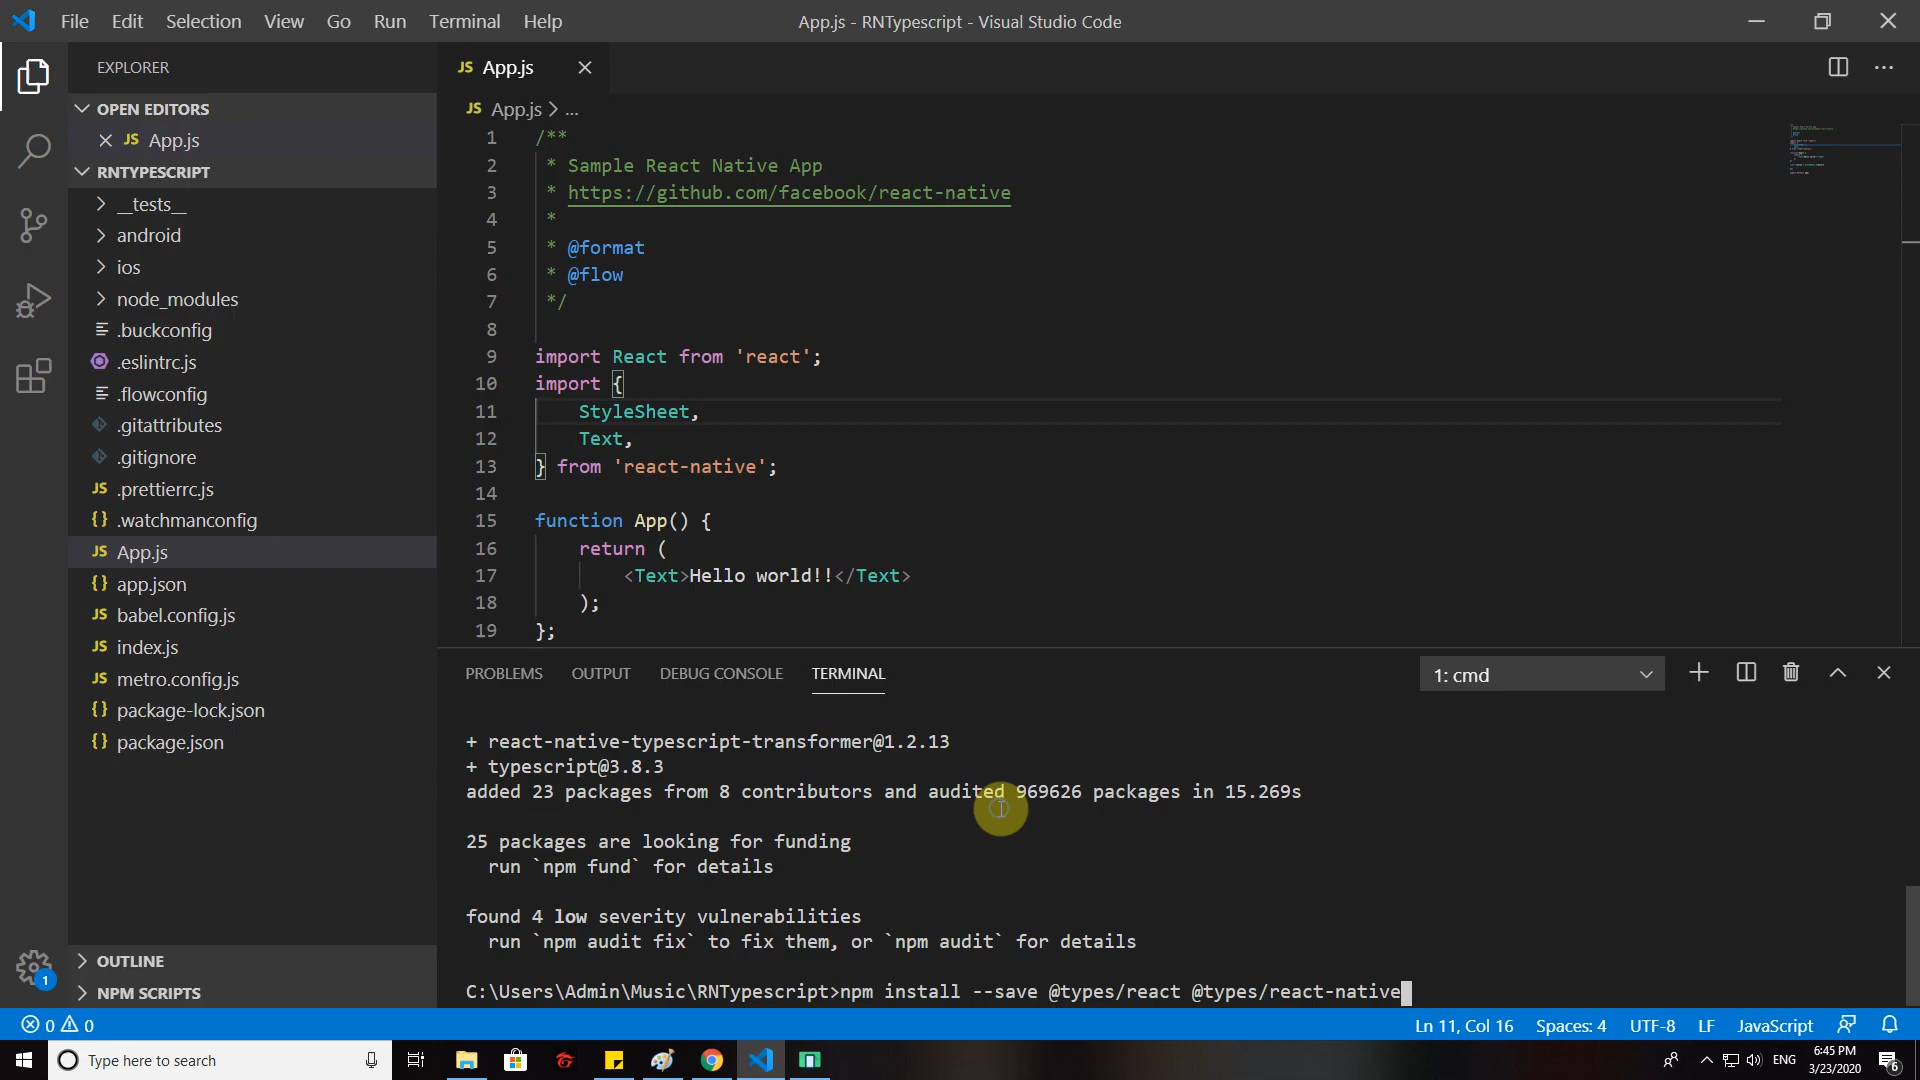 File Edit Selection View Go Run Terminal Help
App.js - RNTypescript - Visual Studio Code
EXPLORER
OPEN EDITORS
JS App.js
RNTYPESCRIPT
__tests__
android
ios
node_modules
.buckconfig
.eslintrc.js
.flowconfig
.gitattributes
.gitignore
JS .prettierrc.js
{} .watchmanconfig
JS App.js
{} app.json
JS babel.config.js
JS index.js
JS metro.config.js
{} package-lock.json
{} package.json
OUTLINE
NPM SCRIPTS
1
JS App.js
JS App.js > ...
1 /**
2 * Sample React Native App
3 * https://github.com/facebook/react-native
4 *
5 * @format
6 * @flow
7 */
8
9 import React from 'react';
10 import {
11 StyleSheet,
12 Text,
13 } from 'react-native';
14
15 function App() {
16 return (
17 <Text>Hello world!!</Text>
18 );
19 };
PROBLEMS OUTPUT DEBUG CONSOLE TERMINAL
1: cmd
+ react-native-typescript-transformer@1.2.13
+ typescript@3.8.3
added 23 packages from 8 contributors and audited 969626 packages in 15.269s
25 packages are looking for funding
run `npm fund` for details
found 4 low severity vulnerabilities
run `npm audit fix` to fix them, or `npm audit` for details
C:\Users\Admin\Music\RNTypescript>npm install --save @types/react @types/react-native
0 0
Ln 11, Col 16 Spaces: 4 UTF-8 LF JavaScript
Type here to search
ENG
6:45 PM
3/23/2020
6